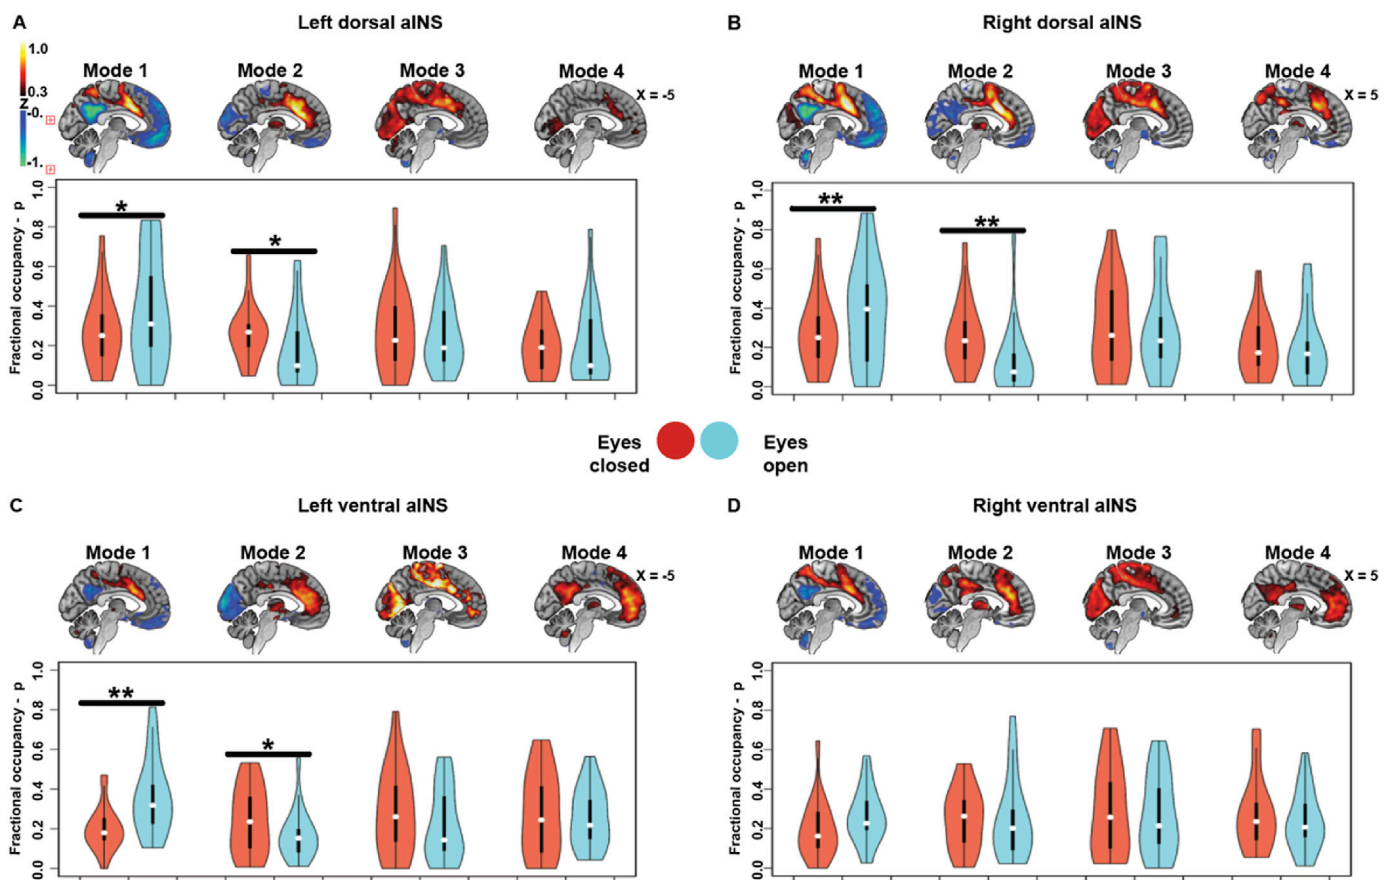 A Left dorsal aINS
Mode 1 Mode 2 Mode 3 Mode 4
X = -5
1.0
0.3
Z
-0.
-1.
Fractional occupancy - p
1.0
0.8
0.6
0.4
0.2
0.0
* *
B Right dorsal aINS
Mode 1 Mode 2 Mode 3 Mode 4
X = 5
Fractional occupancy - p
1.0
0.8
0.6
0.4
0.2
0.0
** **
Eyes closed
Eyes open
C Left ventral aINS
Mode 1 Mode 2 Mode 3 Mode 4
X = -5
Fractional occupancy - p
1.0
0.8
0.6
0.4
0.2
0.0
** *
D Right ventral aINS
Mode 1 Mode 2 Mode 3 Mode 4
X = 5
Fractional occupancy - p
1.0
0.8
0.6
0.4
0.2
0.0